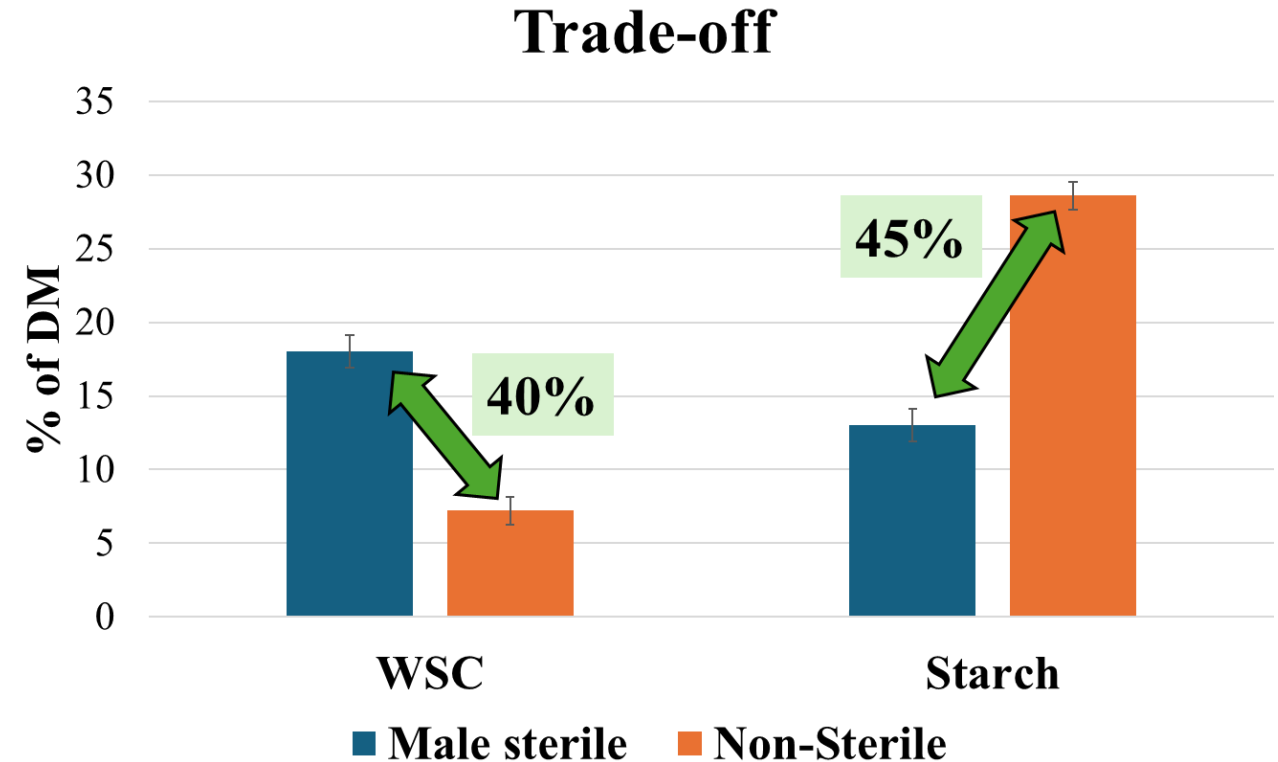 Trade-off
% of DM
35
30
25
20
15
10
5
0
40%
45%
WSC
Starch
Male sterile
Non-Sterile